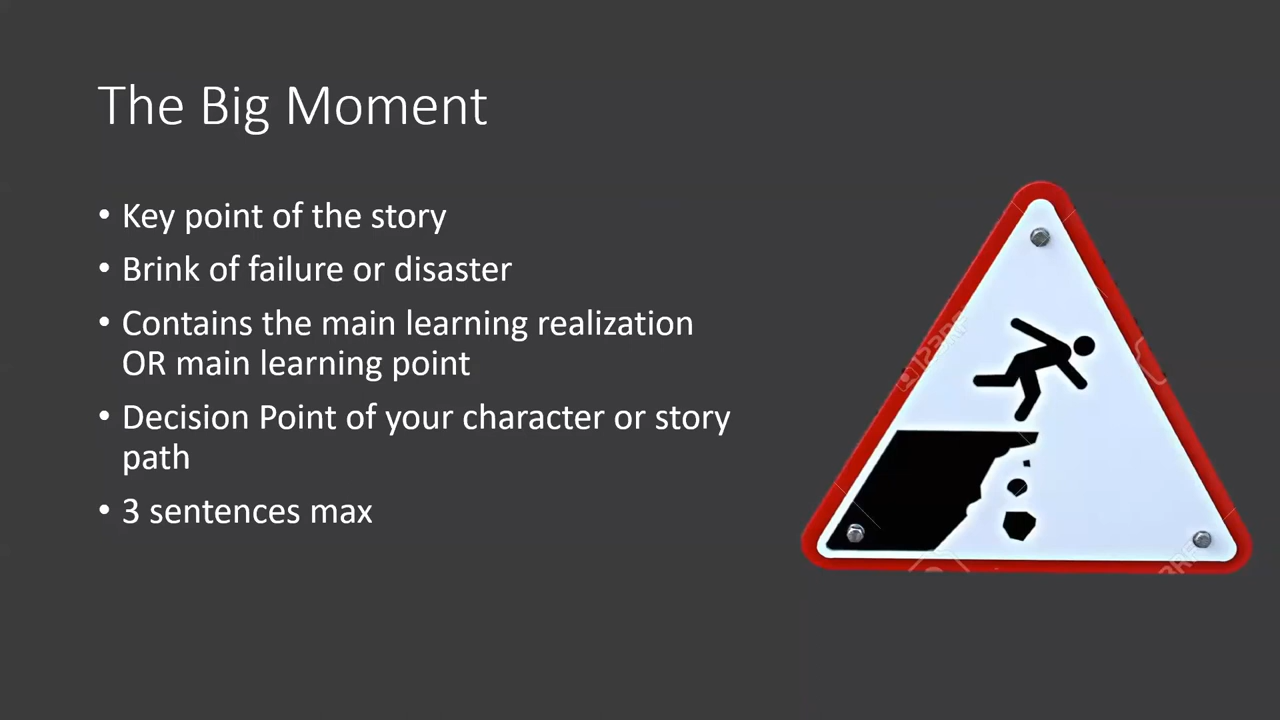 The Big Moment
• Key point of the story
• Brink of failure or disaster
• Contains the main learning realization
OR main learning point
• Decision Point of your character or story
path
• 3 sentences max
123RF